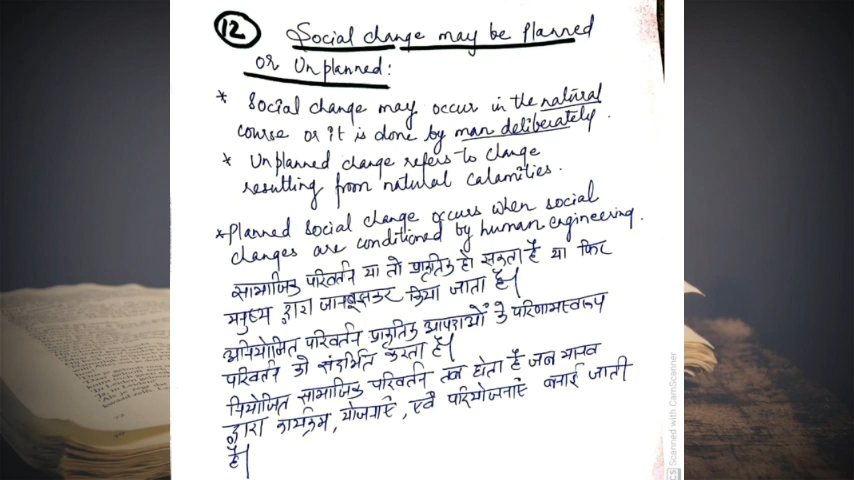 12 Social change may be Planned
or Unplanned:
* Social change may occur in the natural
course or it is done by man deliberately.
* Unplanned change refers to change
resulting from natural calamities.
* Planned social change occurs when social
changes are conditioned by human engineering.
सामाजिक परिवर्तन या तो प्राकृतिक हो सकता है या फिर
मनुष्य द्वारा जानबूझकर किया जाता है।
अनियोजित परिवर्तन प्राकृतिक आपदाओं के परिणामस्वरूप
परिवर्तन को संदर्भित करता है।
नियोजित सामाजिक परिवर्तन तब होता है जब मानव
द्वारा कार्यक्रम, योजनाएं, एवं परियोजनाएं बनाई जाती
है।
CS Scanned with CamScanner